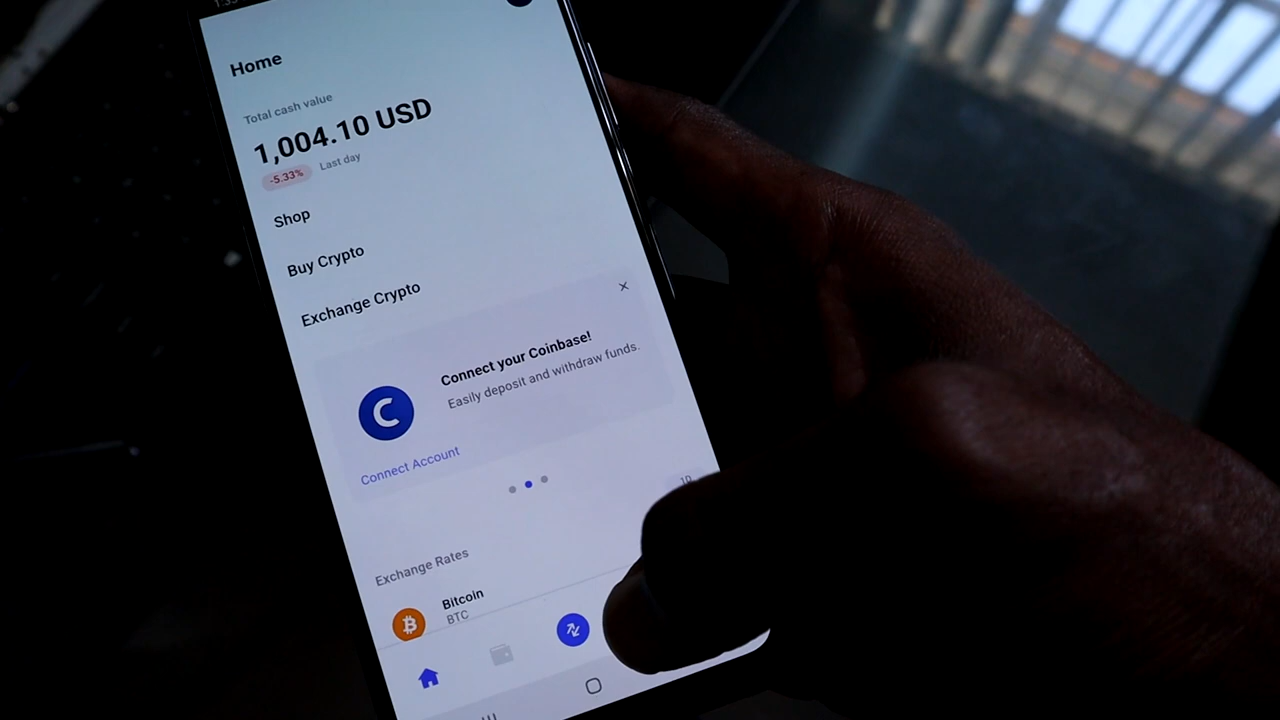 Home
Total cash value
1,004.10 USD
-5.33% Last day
Shop
Buy Crypto
Exchange Crypto
Connect your Coinbase!
Easily deposit and withdraw funds.
Connect Account
Exchange Rates
Bitcoin
BTC